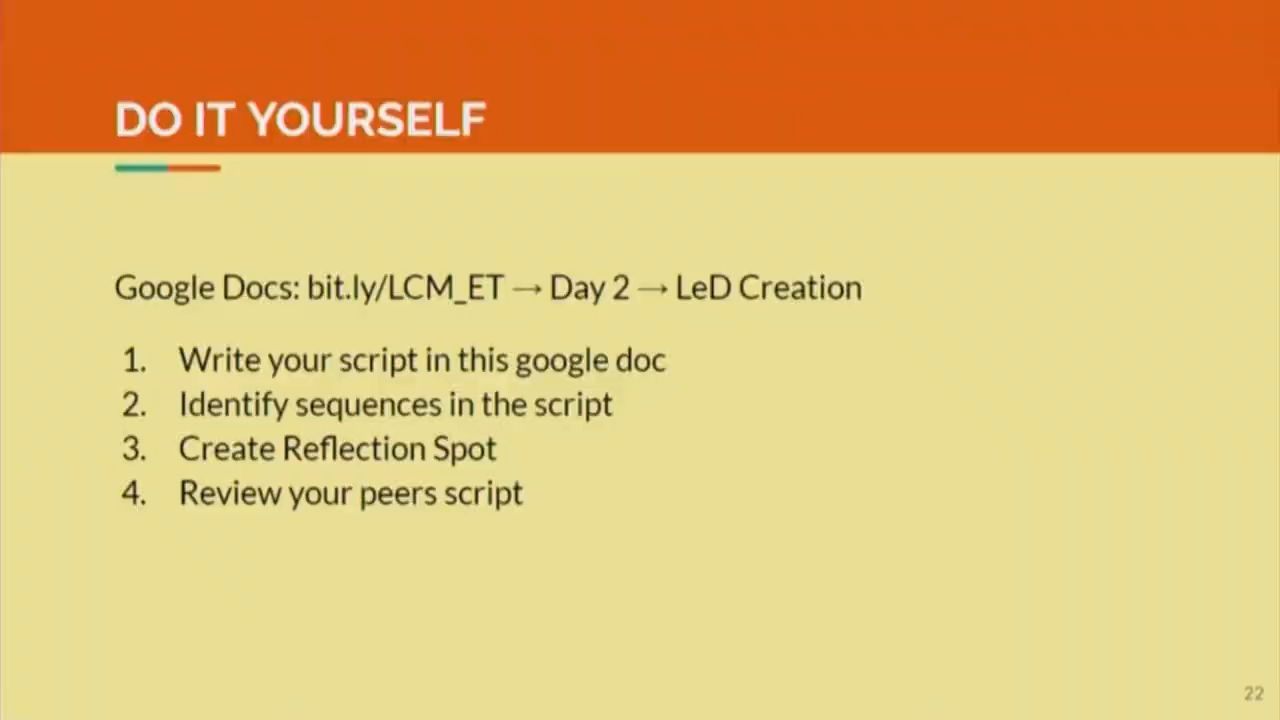 DO IT YOURSELF
Google Docs: bit.ly/LCM_ET → Day 2 → LeD Creation
1. Write your script in this google doc
2. Identify sequences in the script
3. Create Reflection Spot
4. Review your peers script
22